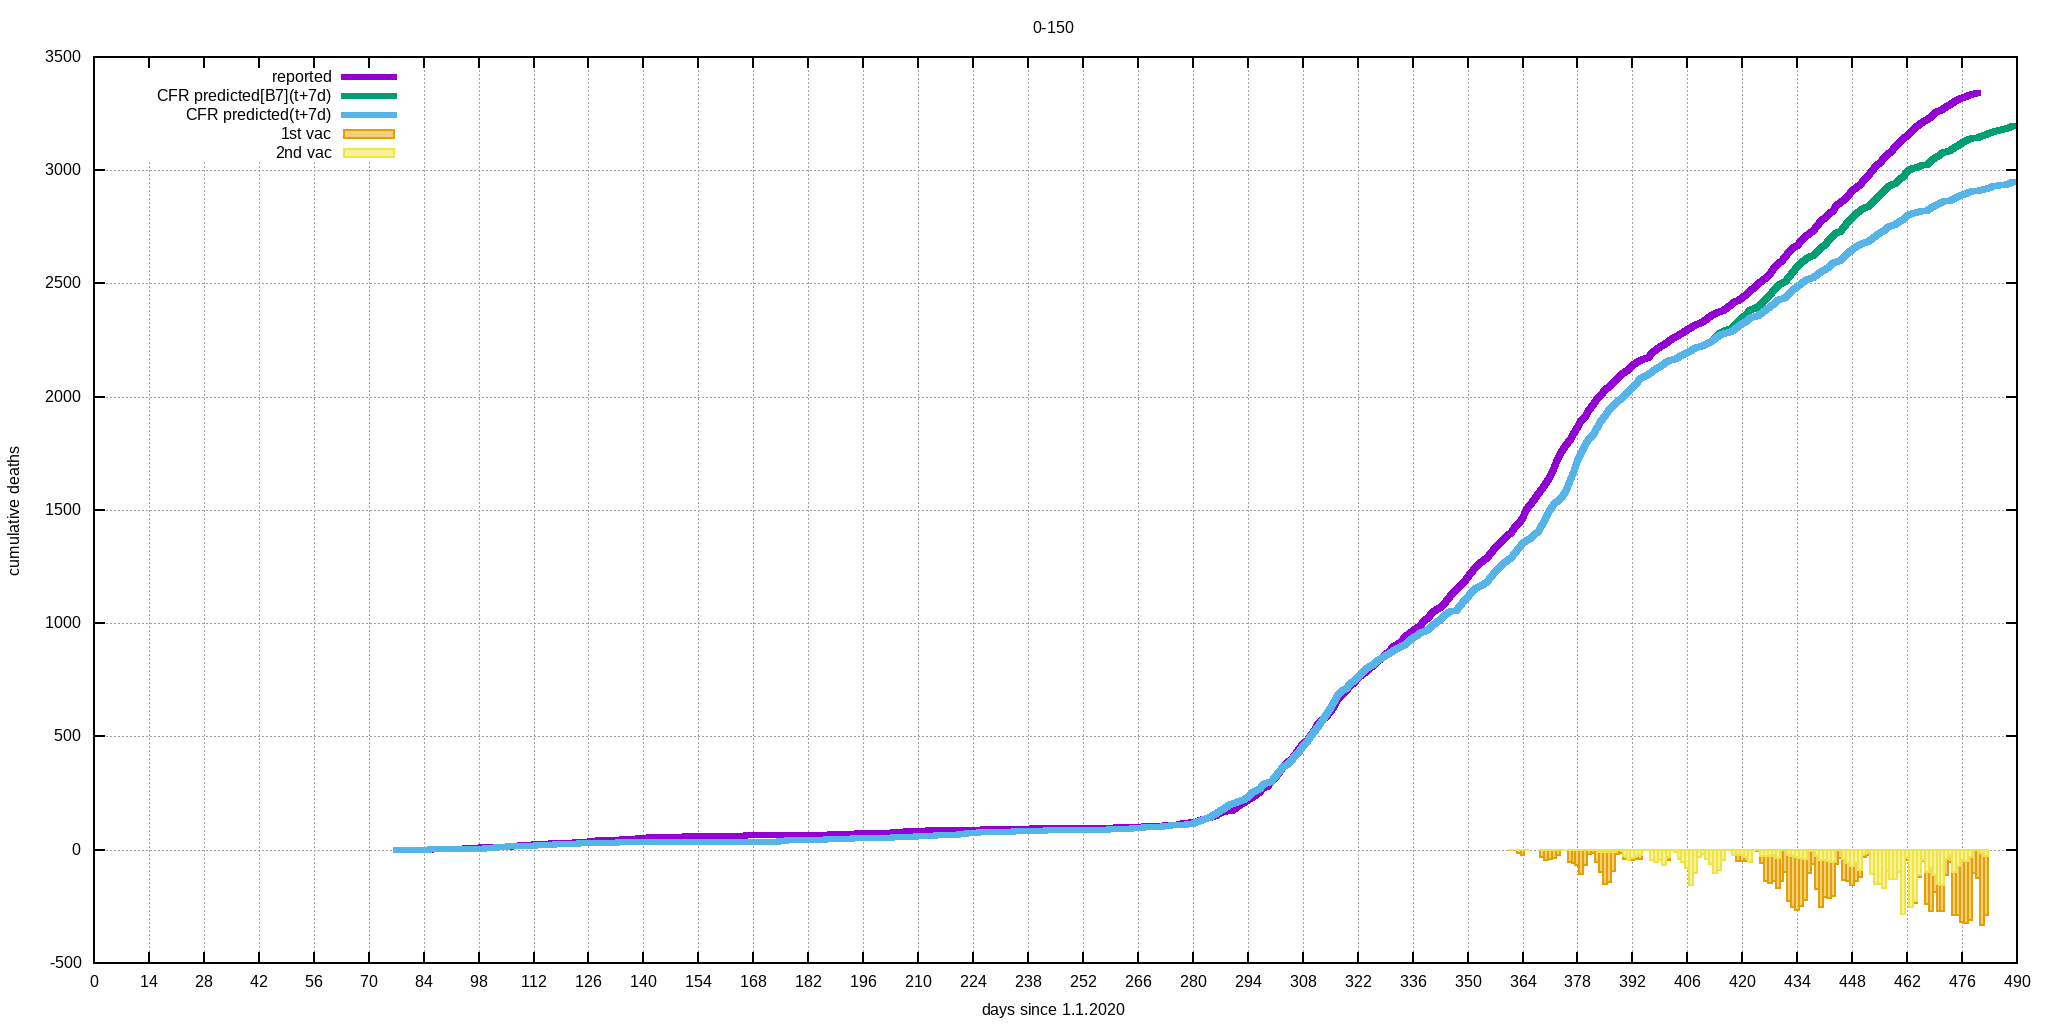 0-150
3500
3000
2500
2000
1500
1000
500
0
-500
cumulative deaths
reported
CFR predicted[B7](t+7d)
CFR predicted(t+7d)
1st vac
2nd vac
0 14 28 42 56 70 84 98 112 126 140 154 168 182 196 210 224 238 252 266 280 294 308 322 336 350 364 378 392 406 420 434 448 462 476 490
days since 1.1.2020